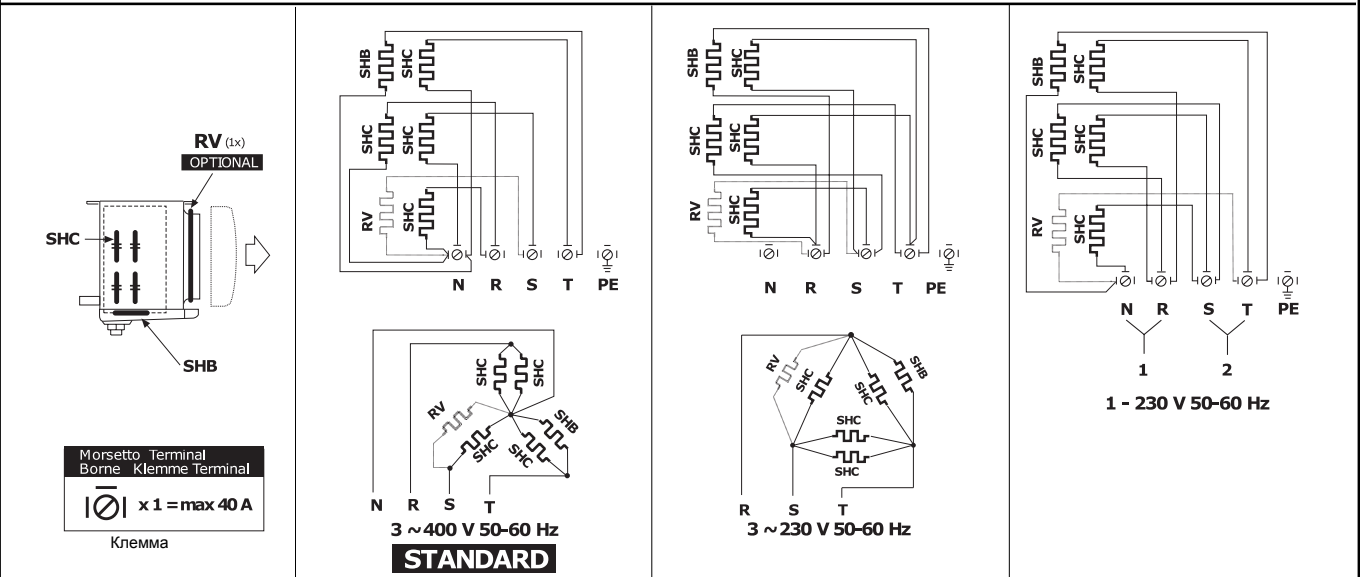 RV (1x)
OPTIONAL
SHC
SHB
Morsetto Terminal
Borne Klemme Terminal
x 1 = max 40 A
Клемма
SHB
SHC
SHC
SHC
RV
SHC
N R S T PE
SHC
SHC
RV
SHC
SHC
SHB
N R S T
3 ~ 400 V 50-60 Hz
STANDARD
SHB
SHC
SHC
SHC
RV
SHC
N R S T PE
RV
SHC
SHC
SHB
SHC
SHC
R S T
3 ~ 230 V 50-60 Hz
SHB
SHC
SHC
SHC
RV
SHC
N R S T PE
1 2
1 - 230 V 50-60 Hz